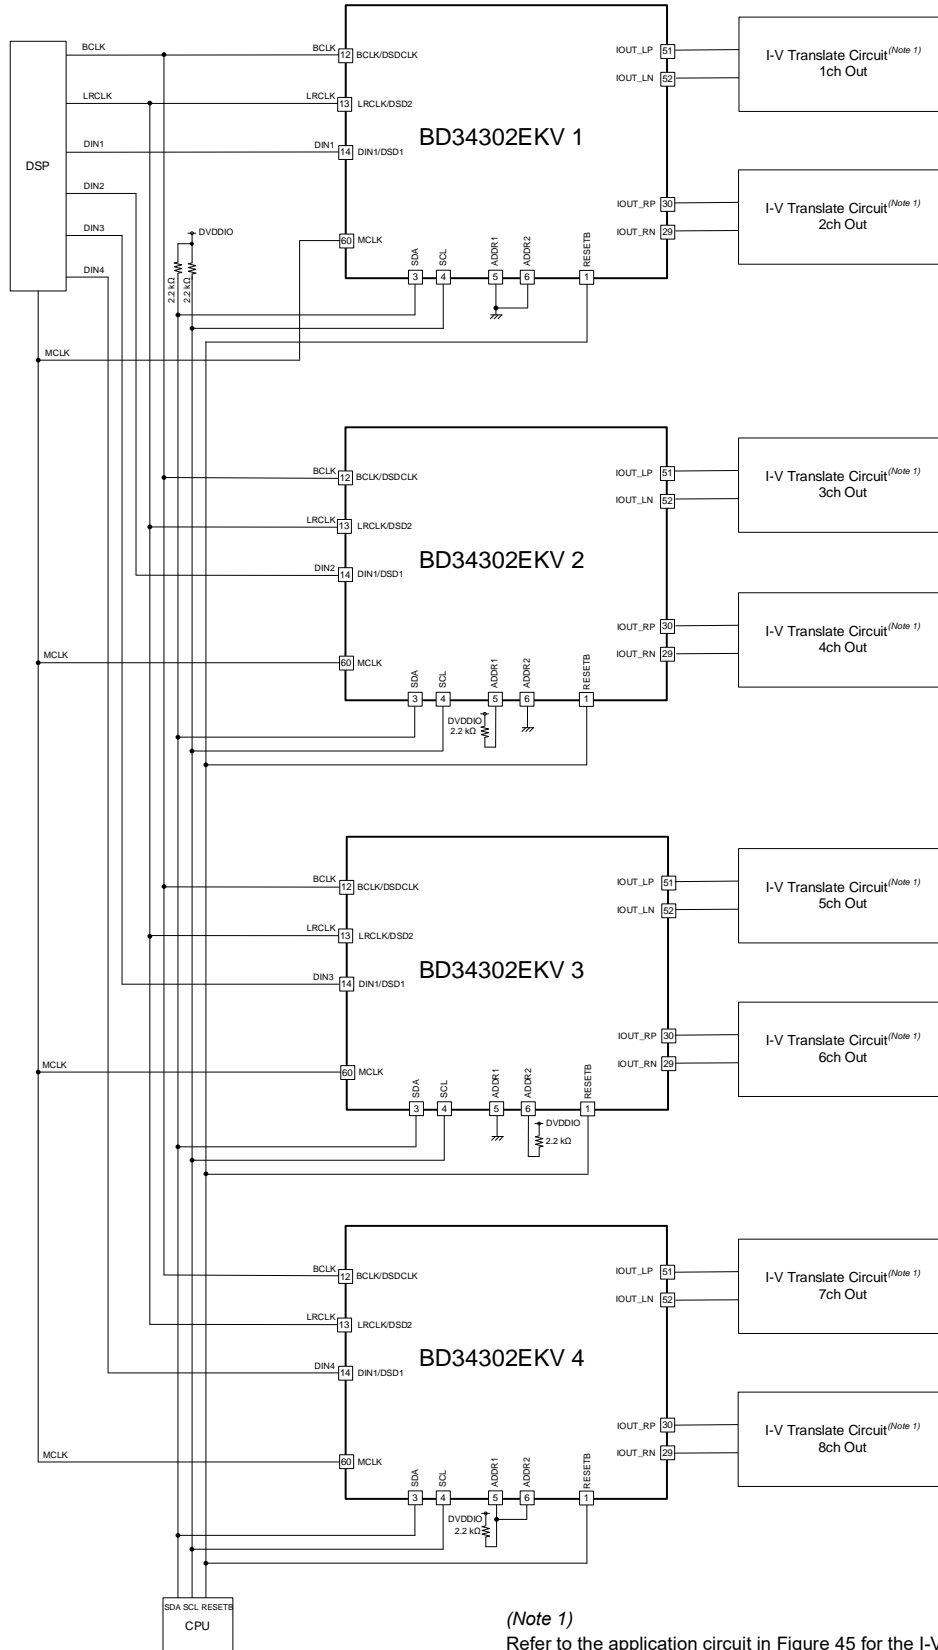 BCLK
LRCLK
DIN1
DIN2
DIN3
DIN4
DSP
MCLK
DVDDIO
2.2 kΩ
2.2 kΩ
BCLK
12 BCLK/DSDCLK
LRCLK
13 LRCLK/DSD2
DIN1
14 DIN1/DSD1
60 MCLK
BD34302EKV 1
IOUT_LP 51
IOUT_LN 52
IOUT_RP 30
IOUT_RN 29
SDA
SCL
ADDR1
ADDR2
RESETB
3
4
5
6
1
I-V Translate Circuit(Note 1)
1ch Out
I-V Translate Circuit(Note 1)
2ch Out
BCLK
12 BCLK/DSDCLK
LRCLK
13 LRCLK/DSD2
DIN2
14 DIN1/DSD1
MCLK
60 MCLK
BD34302EKV 2
IOUT_LP 51
IOUT_LN 52
IOUT_RP 30
IOUT_RN 29
SDA
SCL
ADDR1
ADDR2
RESETB
3
4
5
6
1
DVDDIO
2.2 kΩ
I-V Translate Circuit(Note 1)
3ch Out
I-V Translate Circuit(Note 1)
4ch Out
BCLK
12 BCLK/DSDCLK
LRCLK
13 LRCLK/DSD2
DIN3
14 DIN1/DSD1
MCLK
60 MCLK
BD34302EKV 3
IOUT_LP 51
IOUT_LN 52
IOUT_RP 30
IOUT_RN 29
SDA
SCL
ADDR1
ADDR2
RESETB
3
4
5
6
1
DVDDIO
2.2 kΩ
I-V Translate Circuit(Note 1)
5ch Out
I-V Translate Circuit(Note 1)
6ch Out
BCLK
12 BCLK/DSDCLK
LRCLK
13 LRCLK/DSD2
DIN4
14 DIN1/DSD1
MCLK
60 MCLK
BD34302EKV 4
IOUT_LP 51
IOUT_LN 52
IOUT_RP 30
IOUT_RN 29
SDA
SCL
ADDR1
ADDR2
RESETB
3
4
5
6
1
DVDDIO
2.2 kΩ
I-V Translate Circuit(Note 1)
7ch Out
I-V Translate Circuit(Note 1)
8ch Out
SDA SCL RESETB
CPU
(Note 1)
Refer to the application circuit in Figure 45 for the I-V